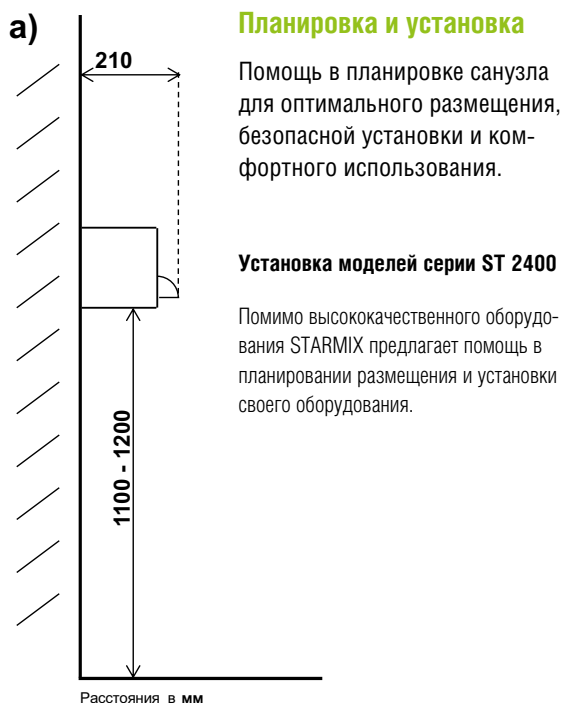 а)
210
1100 - 1200
Расстояния в мм
Планировка и установка
Помощь в планировке санузла
для оптимального размещения,
безопасной установки и ком-
фортного использования.
Установка моделей серии ST 2400
Помимо высококачественного оборудо-
вания STARMIX предлагает помощь в
планировании размещения и установки
своего оборудования.